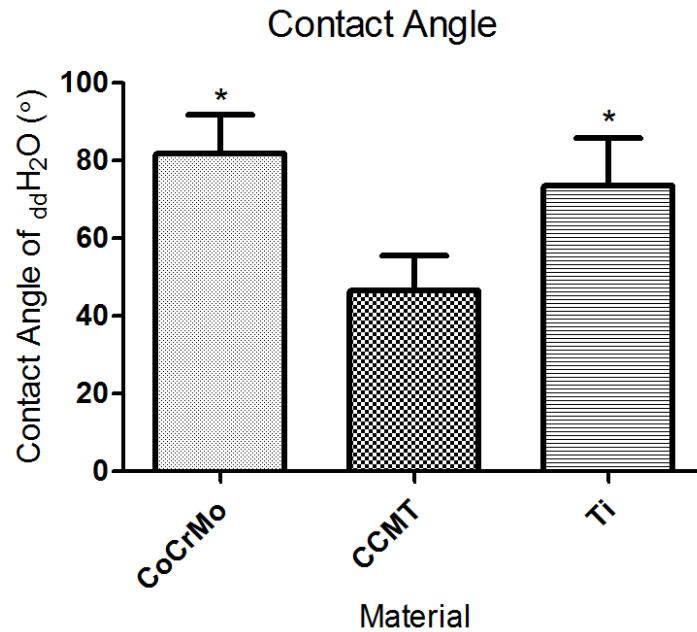 Contact Angle
Contact Angle of ddH₂O (°)
100
80
60
40
20
0
*
*
CoCrMo
CCMT
Ti
Material